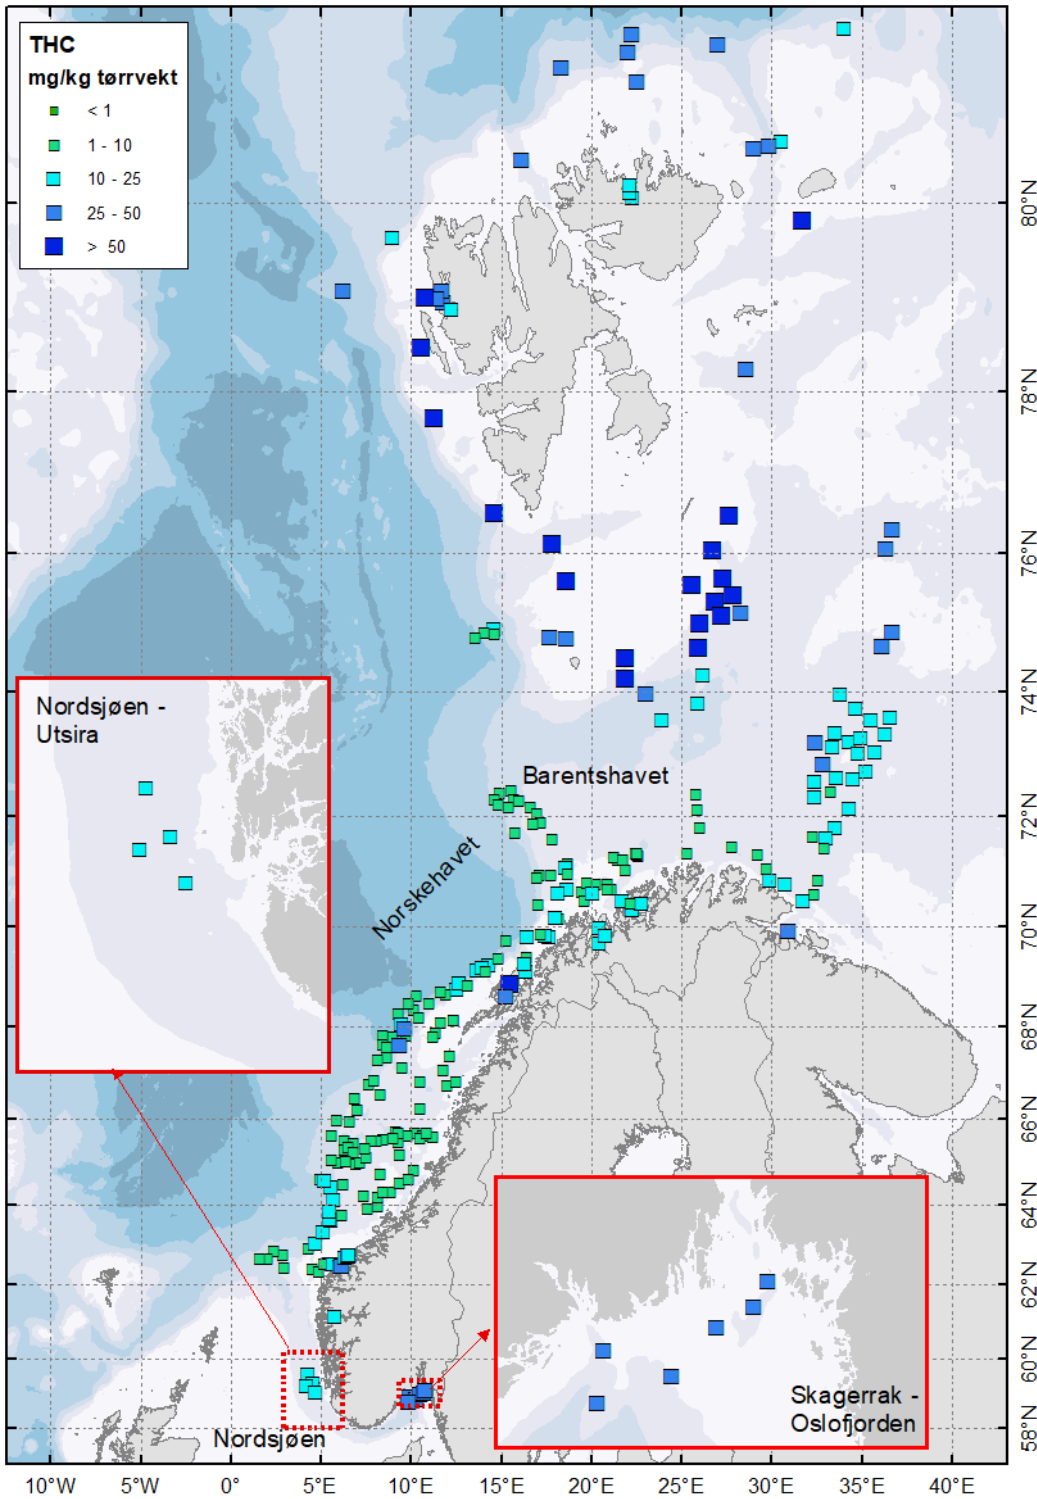 THC
mg/kg tørrvekt
< 1
1 - 10
10 - 25
25 - 50
> 50
80°N
78°N
76°N
74°N
72°N
70°N
68°N
66°N
64°N
62°N
60°N
58°N
Nordsjøen -
Utsira
Barentshavet
Norskehavet
Skagerrak -
Oslofjorden
Nordsjøen
10°W
5°W
0°
5°E
10°E
15°E
20°E
25°E
30°E
35°E
40°E